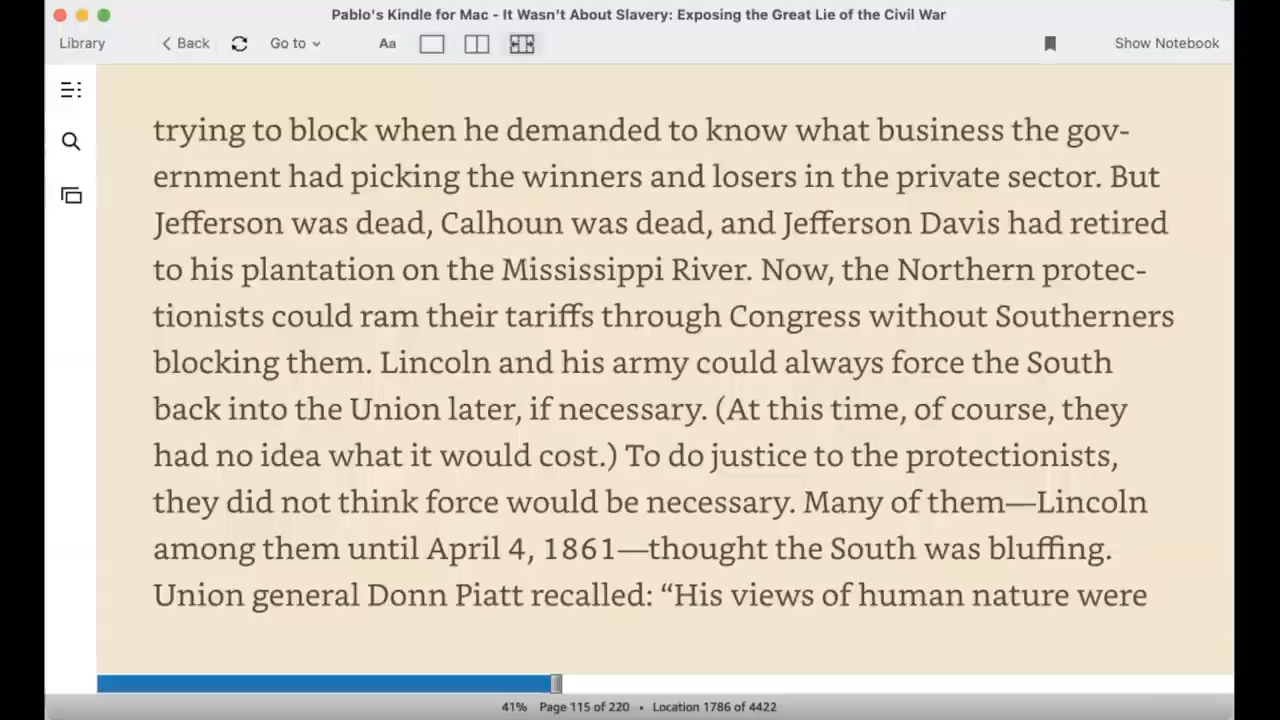 Pablo's Kindle for Mac - It Wasn't About Slavery: Exposing the Great Lie of the Civil War
Library
Back
Go to
Aa
Show Notebook
trying to block when he demanded to know what business the gov-
ernment had picking the winners and losers in the private sector. But
Jefferson was dead, Calhoun was dead, and Jefferson Davis had retired
to his plantation on the Mississippi River. Now, the Northern protec-
tionists could ram their tariffs through Congress without Southerners
blocking them. Lincoln and his army could always force the South
back into the Union later, if necessary. (At this time, of course, they
had no idea what it would cost.) To do justice to the protectionists,
they did not think force would be necessary. Many of them—Lincoln
among them until April 4, 1861—thought the South was bluffing.
Union general Donn Piatt recalled: “His views of human nature were
41% Page 115 of 220 • Location 1786 of 4422